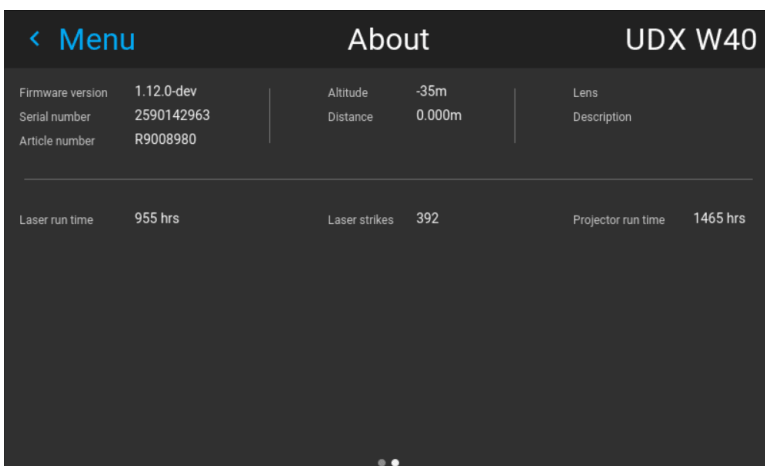 Menu About UDX W40
Firmware version 1.12.0-dev Altitude -35m Lens
Serial number 2590142963 Distance 0.000m Description
Article number R9008980
Laser run time 955 hrs Laser strikes 392 Projector run time 1465 hrs